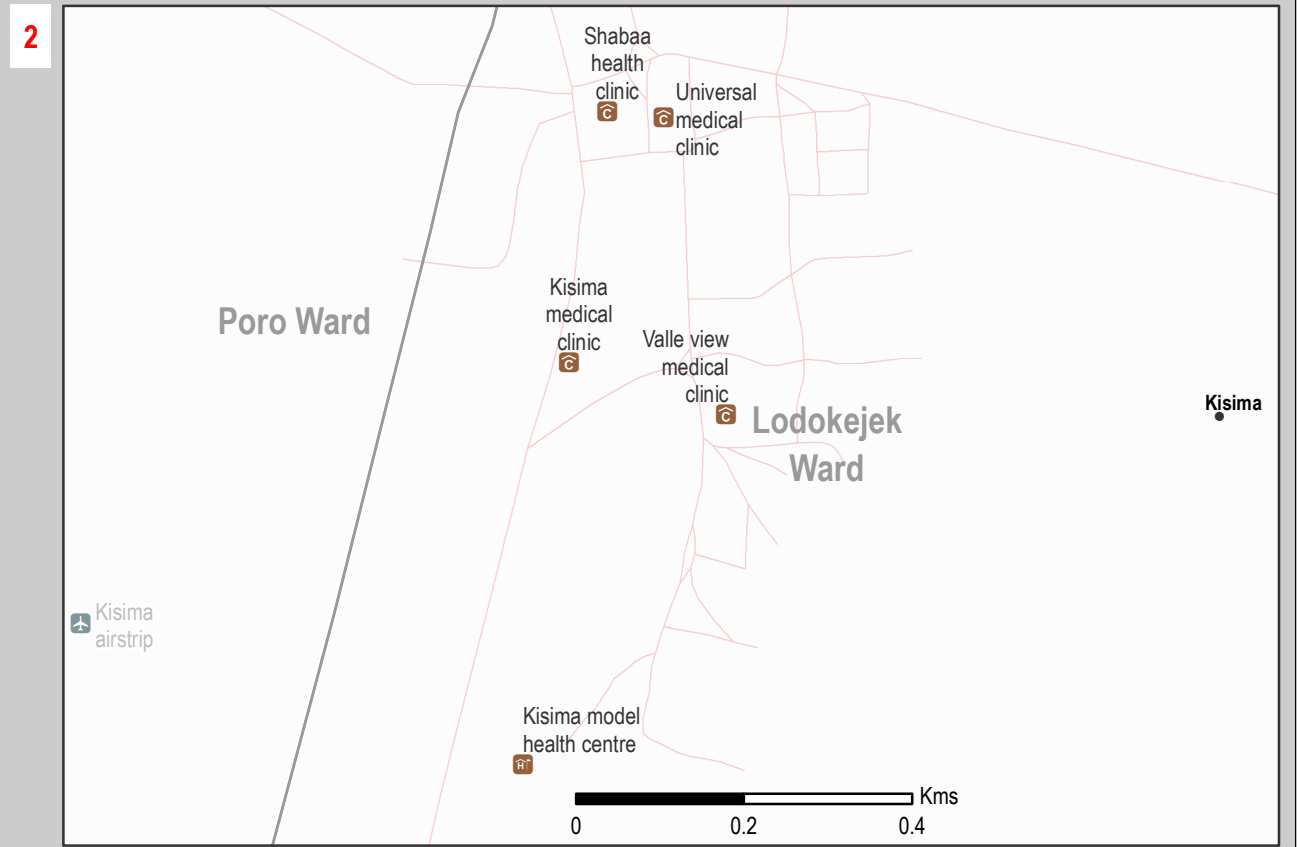 2
Shabaa
health
clinic
Universal
medical
clinic
Kisima
medical
clinic
Poro Ward
Valle view
medical
clinic
Lodokejek
Ward
Kisima
Kisima
airstrip
Kisima model
health centre
Kms
0 0.2 0.4
C
C
C
C
H